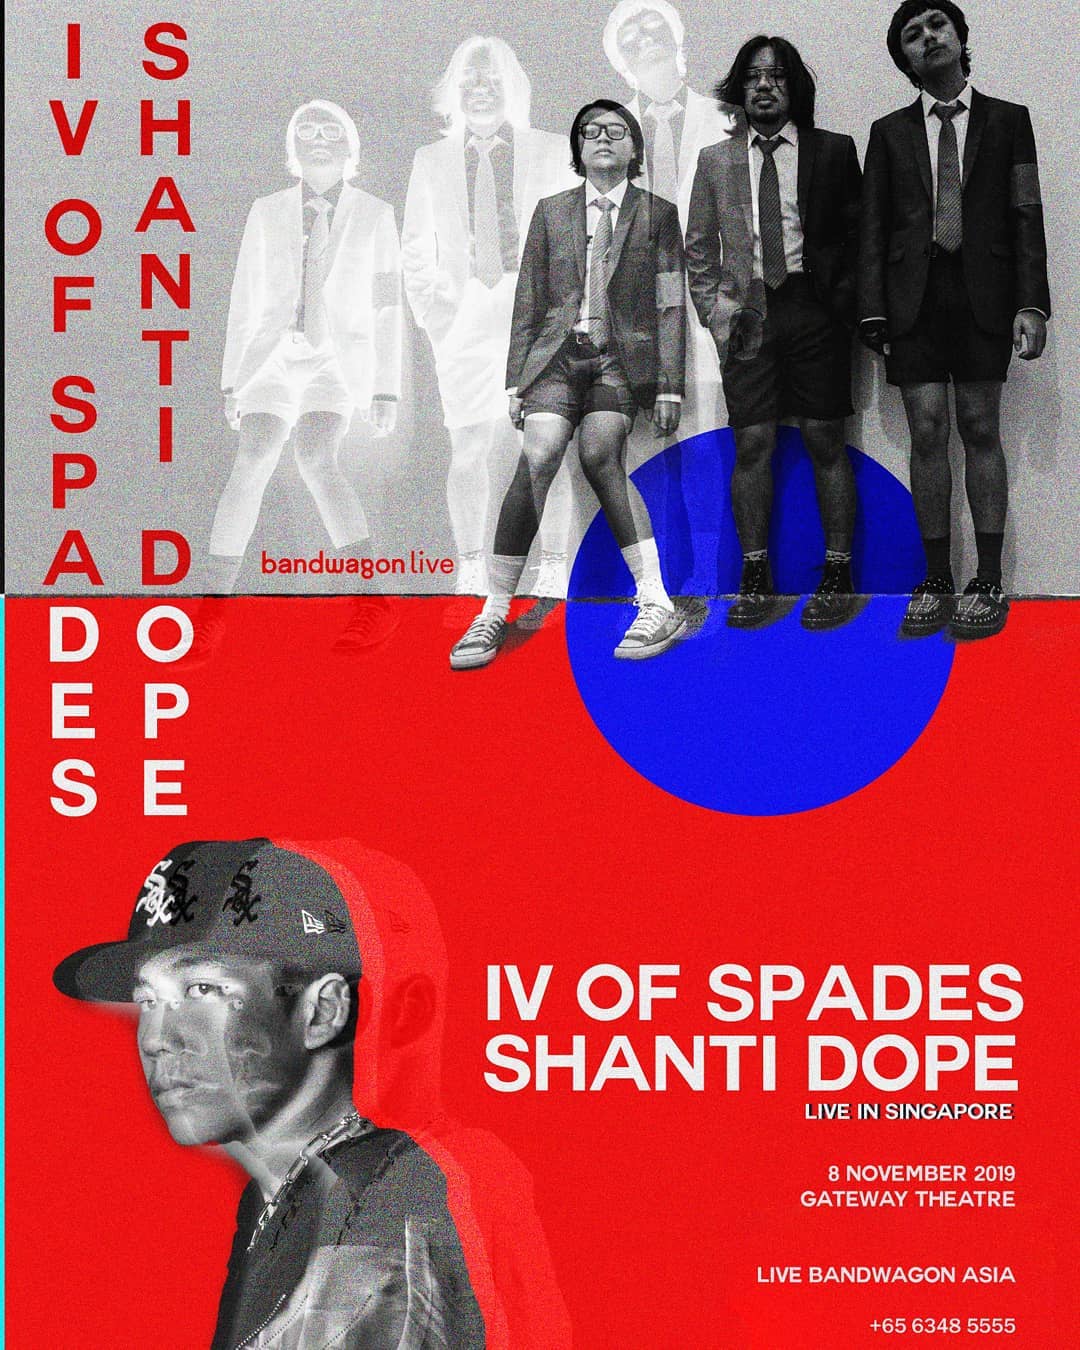 IV OF SPADES
SHANTI DOPE
bandwagon live
IV OF SPADES
SHANTI DOPE
LIVE IN SINGAPORE
8 NOVEMBER 2019
GATEWAY THEATRE
LIVE BANDWAGON ASIA
+65 6348 5555